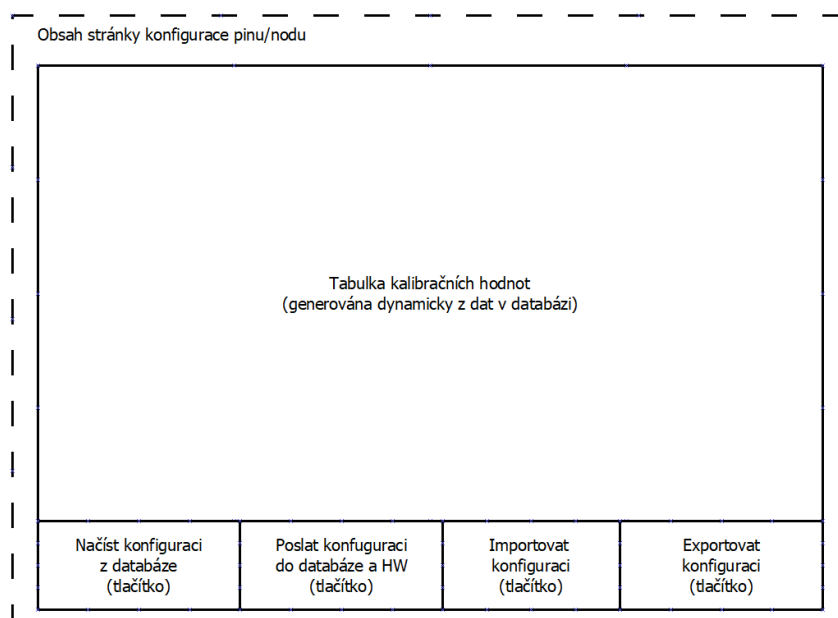 Obsah stránky konfigurace pinu/nodu
Tabulka kalibračních hodnot
(generována dynamicky z dat v databázi)
Načíst konfiguraci
z databáze
(tlačítko)
Poslat konfuguraci
do databáze a HW
(tlačítko)
Importovat
konfiguraci
(tlačítko)
Exportovat
konfiguraci
(tlačítko)